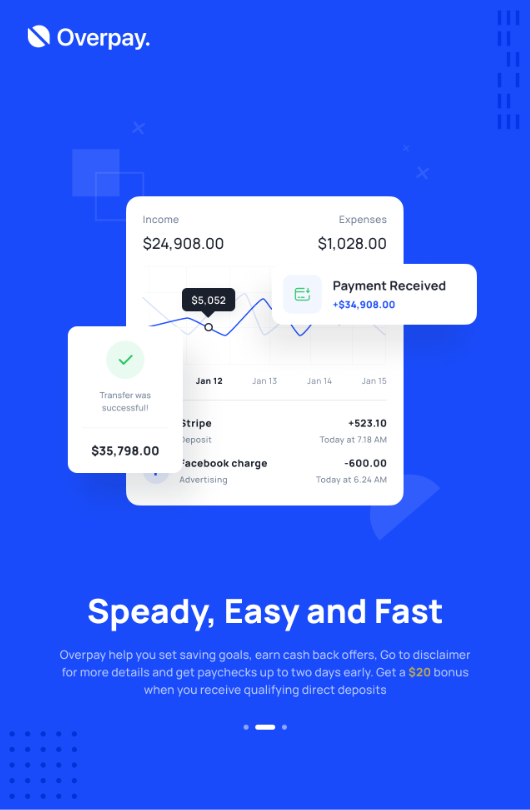 Overpay.
Income
Expenses
$24,908.00
$1,028.00
Payment Received
+$34,908.00
$5,052
Jan 12
Jan 13
Jan 14
Jan 15
Transfer was
successful!
$35,798.00
Stripe
+523.10
Deposit
Today at 7.18 AM
Facebook charge
-600.00
Advertising
Today at 6.24 AM
Speady, Easy and Fast
Overpay help you set saving goals, earn cash back offers, Go to disclaimer
for more details and get paychecks up to two days early. Get a $20 bonus
when you receive qualifying direct deposits